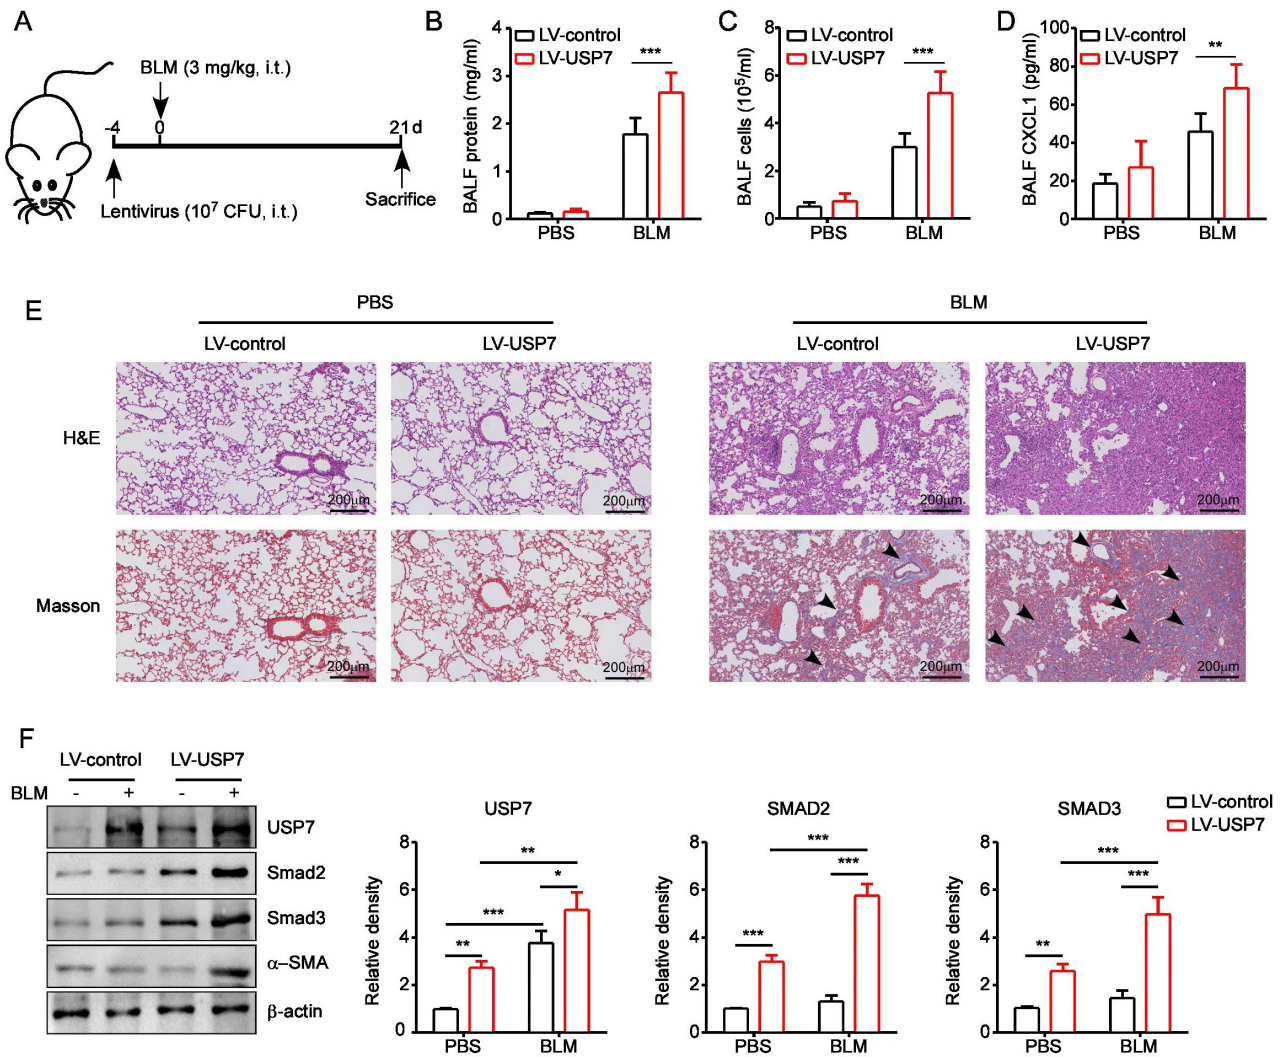 A
BLM (3 mg/kg, i.t.)
-4
0
21 d
Lentivirus (10⁷ CFU, i.t.)
Sacrifice
B
LV-control
LV-USP7
BALF protein (mg/ml)
4
3
2
1
0
***
PBS
BLM
C
LV-control
LV-USP7
BALF cells (10⁵/ml)
8
6
4
2
0
***
PBS
BLM
D
LV-control
LV-USP7
BALF CXCL1 (pg/ml)
100
80
60
40
20
0
**
PBS
BLM
E
PBS
BLM
LV-control
LV-USP7
LV-control
LV-USP7
H&E
200μm
200μm
200μm
200μm
Masson
200μm
200μm
200μm
200μm
F
LV-control
LV-USP7
BLM
-
+
-
+
USP7
Smad2
Smad3
α–SMA
β-actin
USP7
Relative density
8
6
4
2
0
**
*
***
**
PBS
BLM
SMAD2
Relative density
8
6
4
2
0
***
***
***
PBS
BLM
SMAD3
Relative density
8
6
4
2
0
***
***
**
PBS
BLM
LV-control
LV-USP7